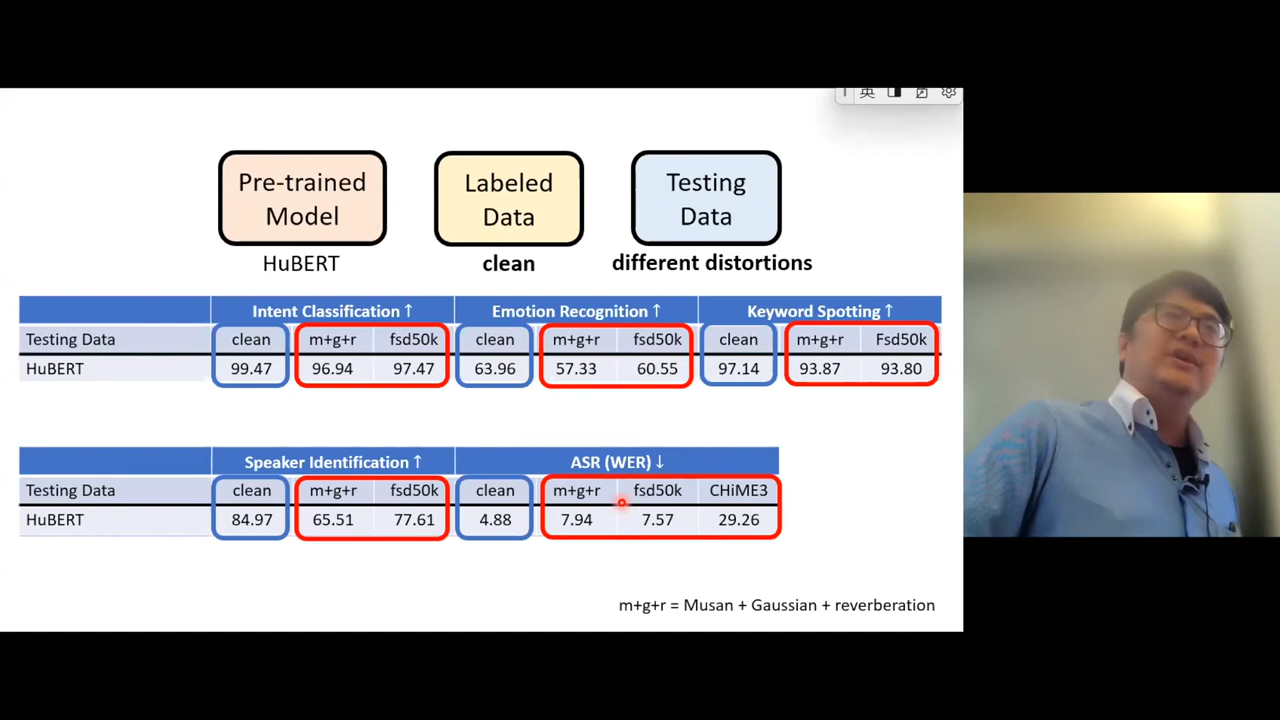 英
Pre-trained Model
Labeled Data
Testing Data
HuBERT
clean
different distortions
Intent Classification ↑ Emotion Recognition ↑ Keyword Spotting ↑
Testing Data clean m+g+r fsd50k clean m+g+r fsd50k clean m+g+r Fsd50k
HuBERT 99.47 96.94 97.47 63.96 57.33 60.55 97.14 93.87 93.80
Speaker Identification ↑ ASR (WER) ↓
Testing Data clean m+g+r fsd50k clean m+g+r fsd50k CHiME3
HuBERT 84.97 65.51 77.61 4.88 7.94 7.57 29.26
m+g+r = Musan + Gaussian + reverberation